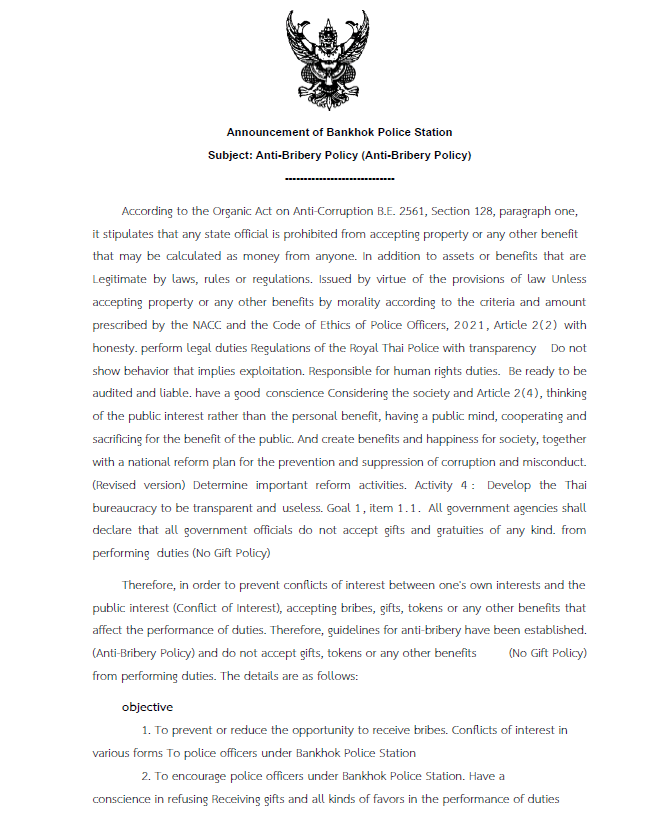 Announcement of Bankhok Police Station
Subject: Anti-Bribery Policy (Anti-Bribery Policy)
----------------------------
According to the Organic Act on Anti-Corruption B.E. 2561, Section 128, paragraph one,
it stipulates that any state official is prohibited from accepting property or any other benefit
that may be calculated as money from anyone. In addition to assets or benefits that are
Legitimate by laws, rules or regulations. Issued by virtue of the provisions of law Unless
accepting property or any other benefits by morality according to the criteria and amount
prescribed by the NACC and the Code of Ethics of Police Officers, 2021, Article 2(2) with
honesty. perform legal duties Regulations of the Royal Thai Police with transparency Do not
show behavior that implies exploitation. Responsible for human rights duties. Be ready to be
audited and liable. have a good conscience Considering the society and Article 2(4), thinking
of the public interest rather than the personal benefit, having a public mind, cooperating and
sacrificing for the benefit of the public. And create benefits and happiness for society, together
with a national reform plan for the prevention and suppression of corruption and misconduct.
(Revised version) Determine important reform activities. Activity 4 : Develop the Thai
bureaucracy to be transparent and useless. Goal 1, item 1.1. All government agencies shall
declare that all government officials do not accept gifts and gratuities of any kind. from
performing duties (No Gift Policy)
Therefore, in order to prevent conflicts of interest between one's own interests and the
public interest (Conflict of Interest), accepting bribes, gifts, tokens or any other benefits that
affect the performance of duties. Therefore, guidelines for anti-bribery have been established.
(Anti-Bribery Policy) and do not accept gifts, tokens or any other benefits (No Gift Policy)
from performing duties. The details are as follows:
objective
1. To prevent or reduce the opportunity to receive bribes. Conflicts of interest in
various forms To police officers under Bankhok Police Station
2. To encourage police officers under Bankhok Police Station. Have a
conscience in refusing Receiving gifts and all kinds of favors in the performance of duties